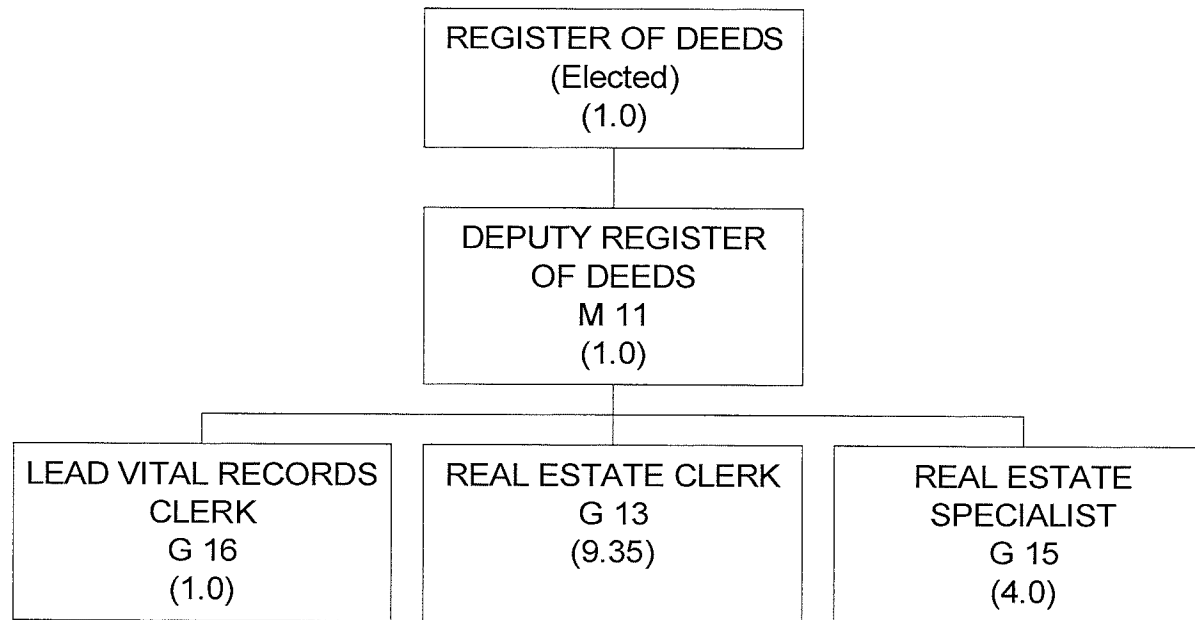 REGISTER OF DEEDS
(Elected)
(1.0)
DEPUTY REGISTER
OF DEEDS
M 11
(1.0)
LEAD VITAL RECORDS
CLERK
G 16
(1.0)
REAL ESTATE CLERK
G 13
(9.35)
REAL ESTATE
SPECIALIST
G 15
(4.0)